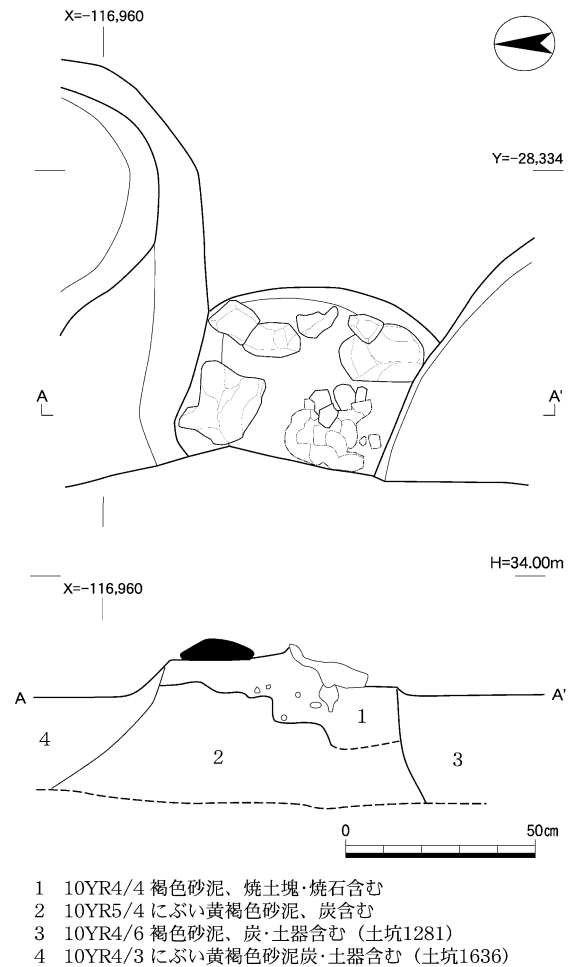 X=-116,960
Y=-28,334
A
A'
H=34.00m
X=-116,960
A
A'
1
4
2
3
0
50㎝
1 10YR4/4 褐色砂泥、焼土塊・焼石含む
2 10YR5/4 にぶい黄褐色砂泥、炭含む
3 10YR4/6 褐色砂泥、炭・土器含む（土坑1281）
4 10YR4/3 にぶい黄褐色砂泥炭・土器含む（土坑1636）